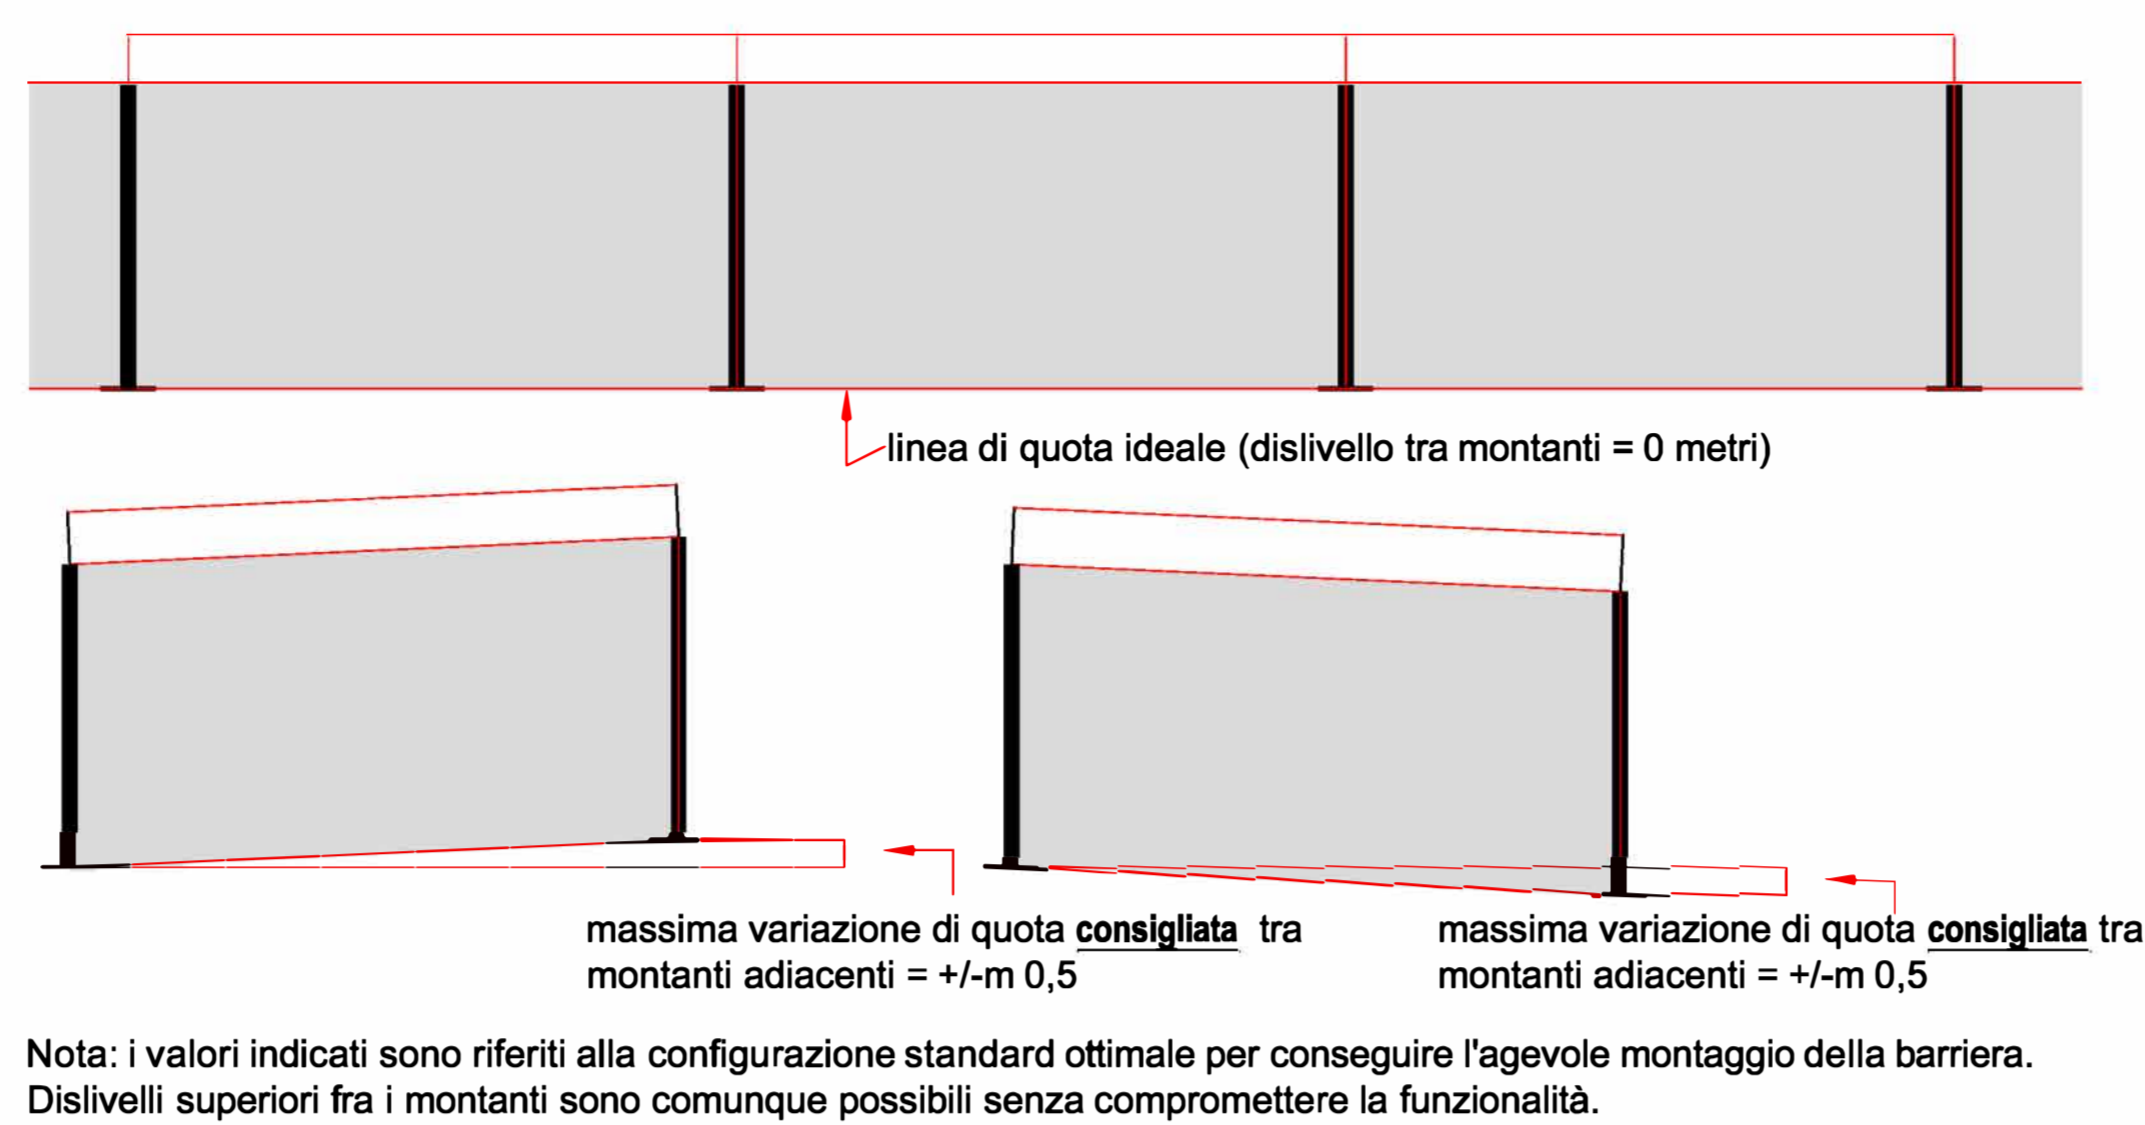 linea di quota ideale (dislivello tra montanti = 0 metri)
massima variazione di quota consigliata tra
montanti adiacenti = +/-m 0,5
massima variazione di quota consigliata tra
montanti adiacenti = +/-m 0,5
Nota: i valori indicati sono riferiti alla configurazione standard ottimale per conseguire l'agevole montaggio della barriera.
Dislivelli superiori fra i montanti sono comunque possibili senza compromettere la funzionalità.